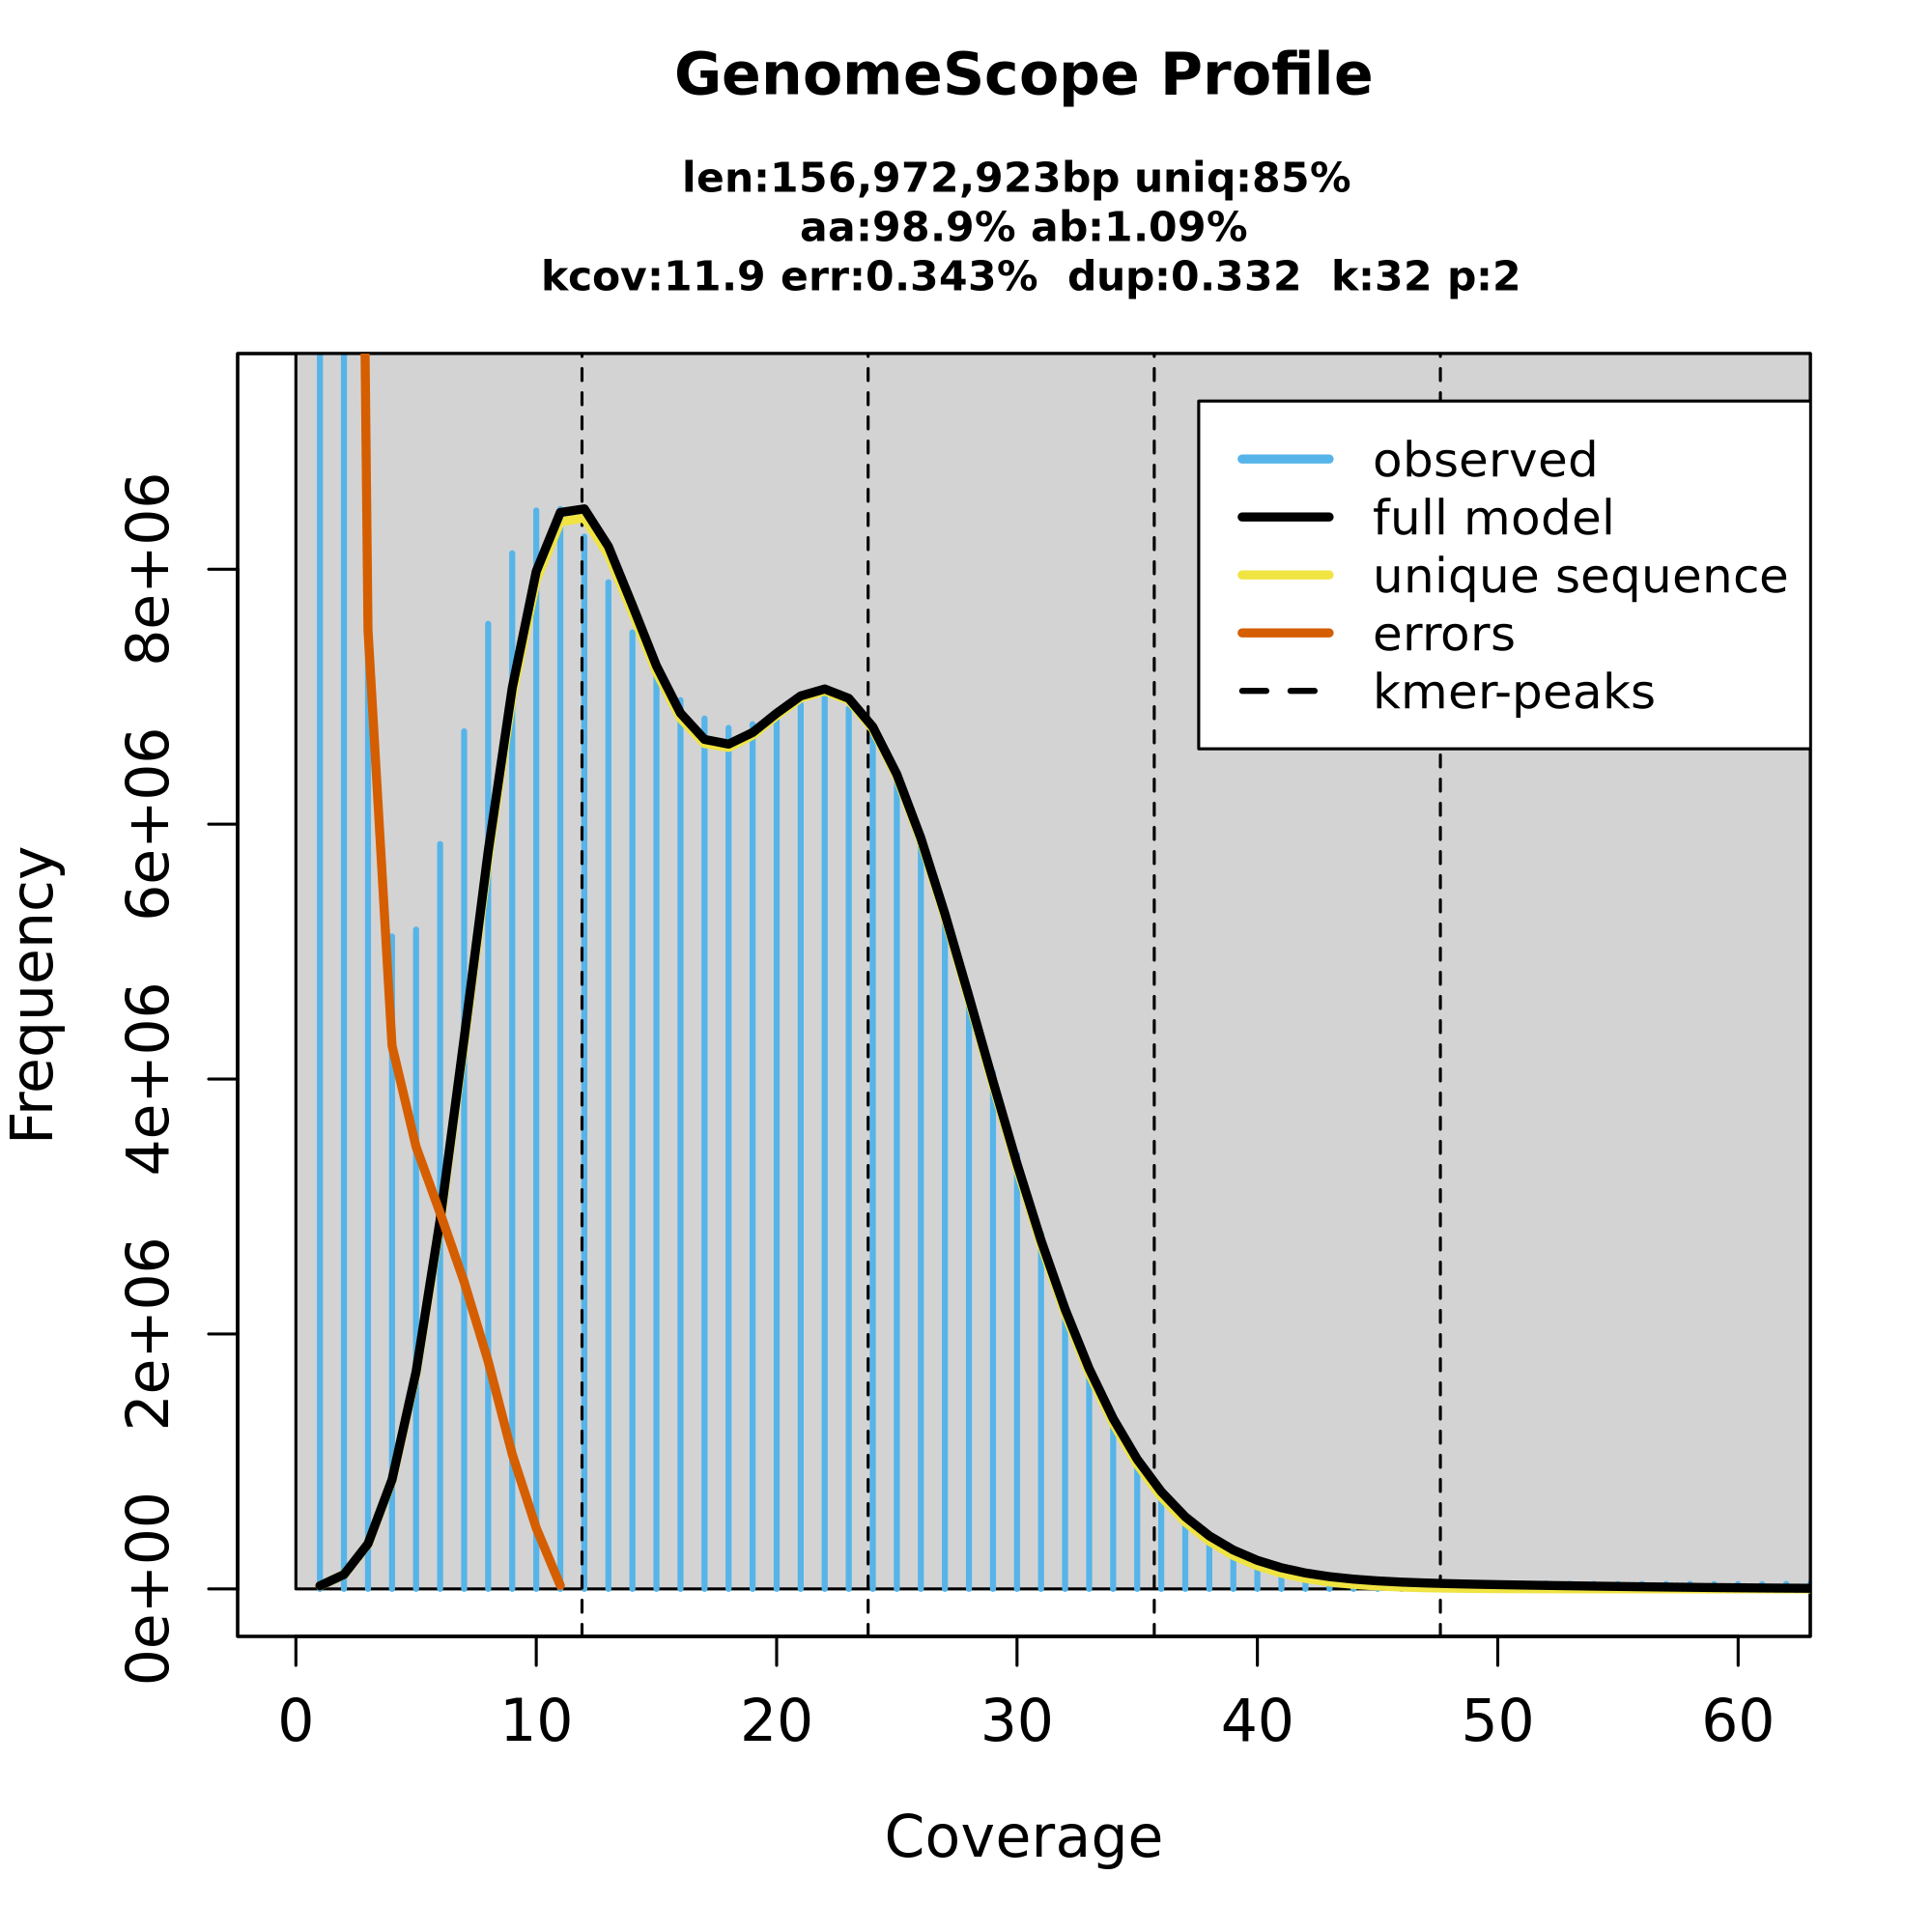 GenomeScope Profile
len:156,972,923bp uniq:85%
aa:98.9% ab:1.09%
kcov:11.9 err:0.343% dup:0.332 k:32 p:2
observed
full model
unique sequence
errors
kmer-peaks
Frequency
8e+06
6e+06
4e+06
2e+06
0e+00
0 10 20 30 40 50 60
Coverage